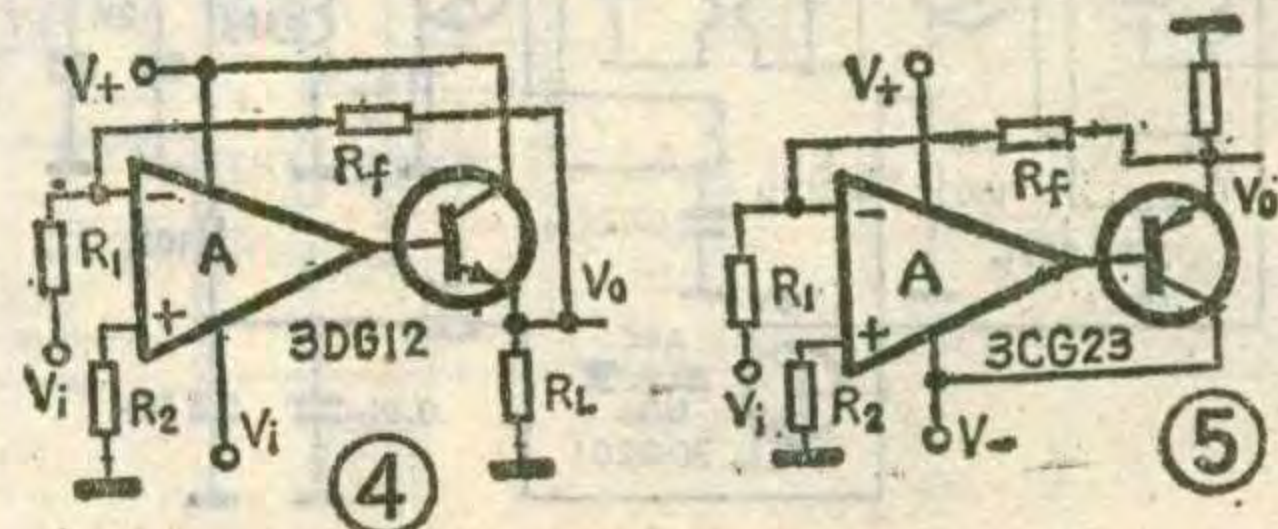 V+
Rf
R1
−
A
+
3DG12
Vo
Vi
R2
Vi
RL
④
V+
Rf
R1
−
A
+
3CG23
Vo
Vi
R2
V−
⑤